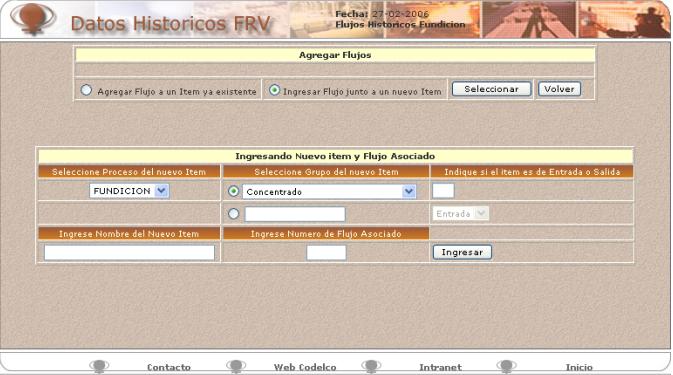 Datos Historicos FRV
Fecha: 27-02-2006
Flujos Historicos Fundicion
Agregar Flujos
Agregar Flujo a un Item ya existente
Ingresar Flujo junto a un nuevo Item
Seleccionar
Volver
Ingresando Nuevo item y Flujo Asociado
Seleccione Proceso del nuevo Item
Seleccione Grupo del nuevo Item
Indique si el item es de Entrada o Salida
FUNDICION
Concentrado
Entrada
Ingrese Nombre del Nuevo Item
Ingrese Numero de Flujo Asociado
Ingresar
Contacto
Web Codelco
Intranet
Inicio